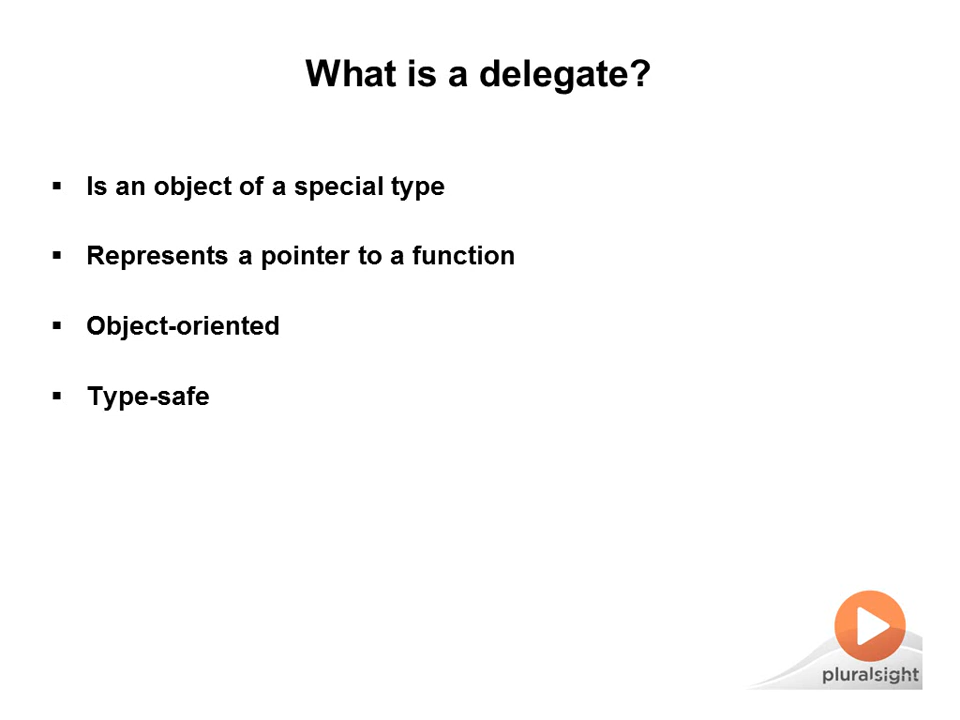 What is a delegate?
▪ Is an object of a special type
▪ Represents a pointer to a function
▪ Object-oriented
▪ Type-safe
pluralsight